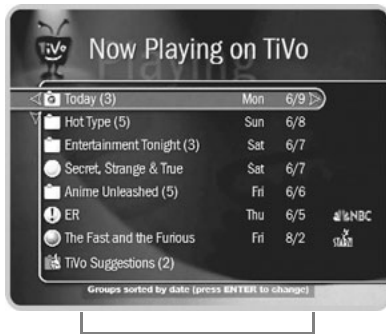 TiVo
Now Playing on TiVo
Today (3) Mon 6/9
Hot Type (5) Sun 6/8
Entertainment Tonight (3) Sat 6/7
Secret, Strange & True Sat 6/7
Anime Unleashed (5) Fri 6/6
ER Thu 6/5 NBC
The Fast and the Furious Fri 8/2
TiVo Suggestions (2)
Groups sorted by date (press ENTER to change)